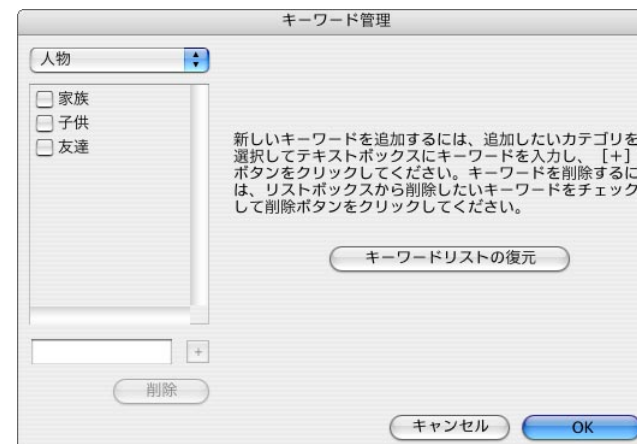 キーワード管理
人物
家族
子供
友達
新しいキーワードを追加するには、追加したいカテゴリを
選択してテキストボックスにキーワードを入力し、［+］
ボタンをクリックしてください。キーワードを削除するに
は、リストボックスから削除したいキーワードをチェック
して削除ボタンをクリックしてください。
キーワードリストの復元
+
削除
キャンセル
OK